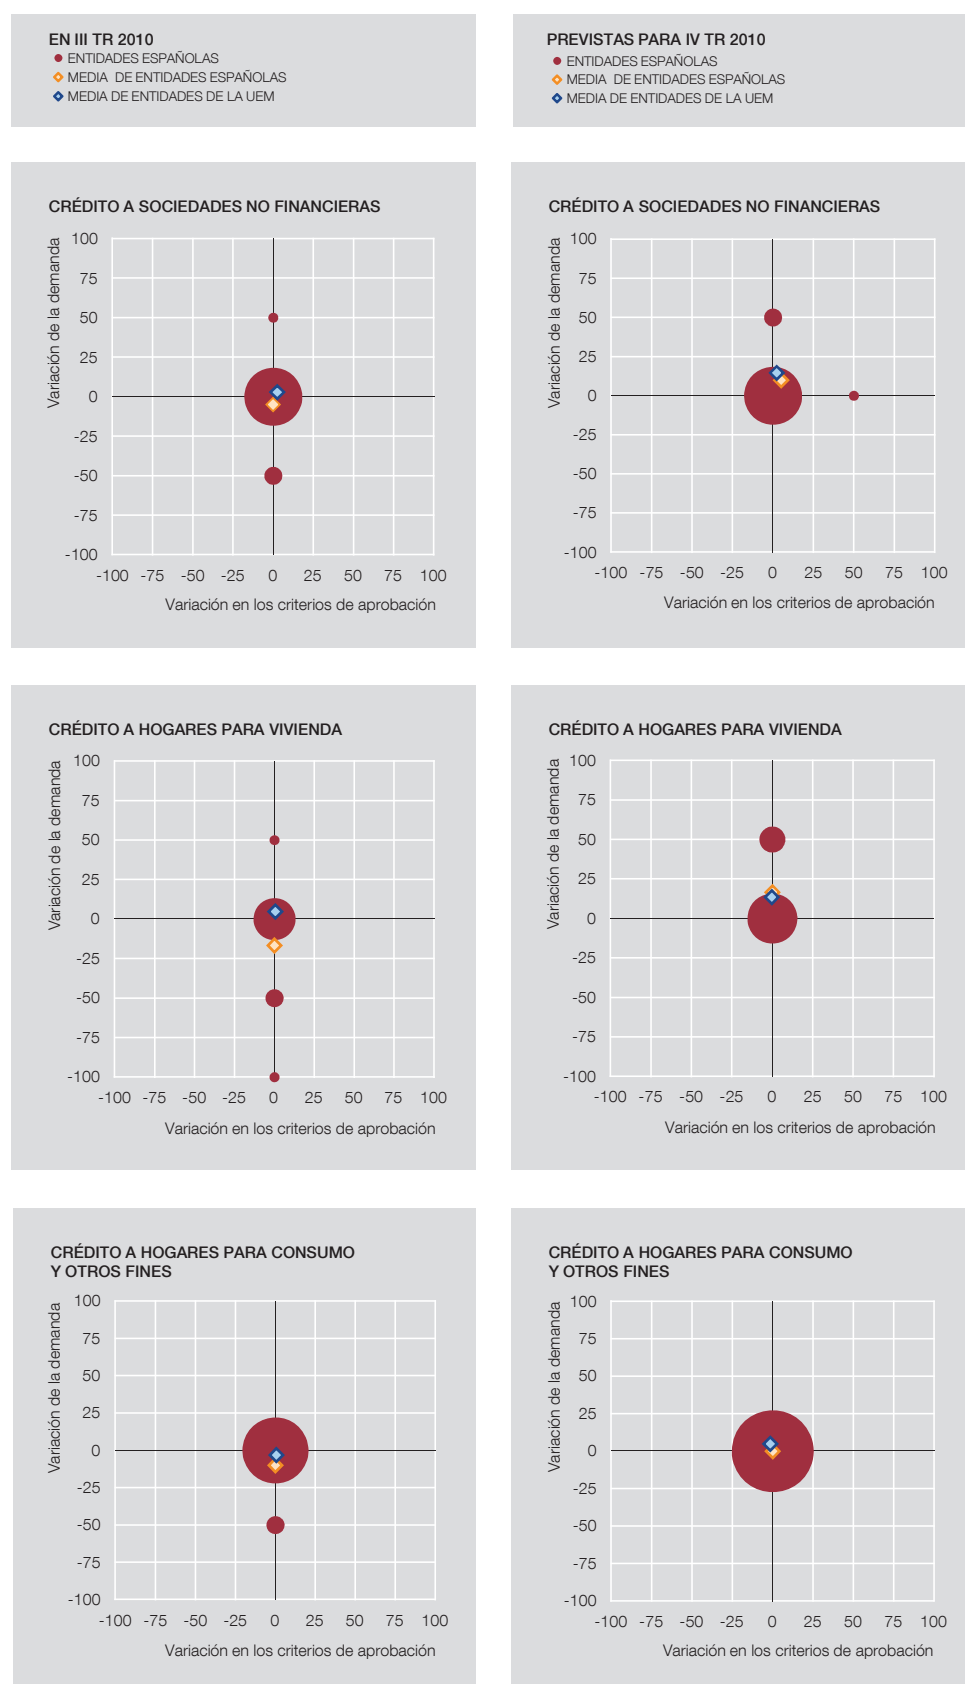 EN III TR 2010
ENTIDADES ESPAÑOLAS
MEDIA DE ENTIDADES ESPAÑOLAS
MEDIA DE ENTIDADES DE LA UEM
PREVISTAS PARA IV TR 2010
ENTIDADES ESPAÑOLAS
MEDIA DE ENTIDADES ESPAÑOLAS
MEDIA DE ENTIDADES DE LA UEM
CRÉDITO A SOCIEDADES NO FINANCIERAS
Variación de la demanda
100
75
50
25
0
-25
-50
-75
-100
-100 -75 -50 -25 0 25 50 75 100
Variación en los criterios de aprobación
CRÉDITO A SOCIEDADES NO FINANCIERAS
Variación de la demanda
100
75
50
25
0
-25
-50
-75
-100
-100 -75 -50 -25 0 25 50 75 100
Variación en los criterios de aprobación
CRÉDITO A HOGARES PARA VIVIENDA
Variación de la demanda
100
75
50
25
0
-25
-50
-75
-100
-100 -75 -50 -25 0 25 50 75 100
Variación en los criterios de aprobación
CRÉDITO A HOGARES PARA VIVIENDA
Variación de la demanda
100
75
50
25
0
-25
-50
-75
-100
-100 -75 -50 -25 0 25 50 75 100
Variación en los criterios de aprobación
CRÉDITO A HOGARES PARA CONSUMO
Y OTROS FINES
Variación de la demanda
100
75
50
25
0
-25
-50
-75
-100
-100 -75 -50 -25 0 25 50 75 100
Variación en los criterios de aprobación
CRÉDITO A HOGARES PARA CONSUMO
Y OTROS FINES
Variación de la demanda
100
75
50
25
0
-25
-50
-75
-100
-100 -75 -50 -25 0 25 50 75 100
Variación en los criterios de aprobación